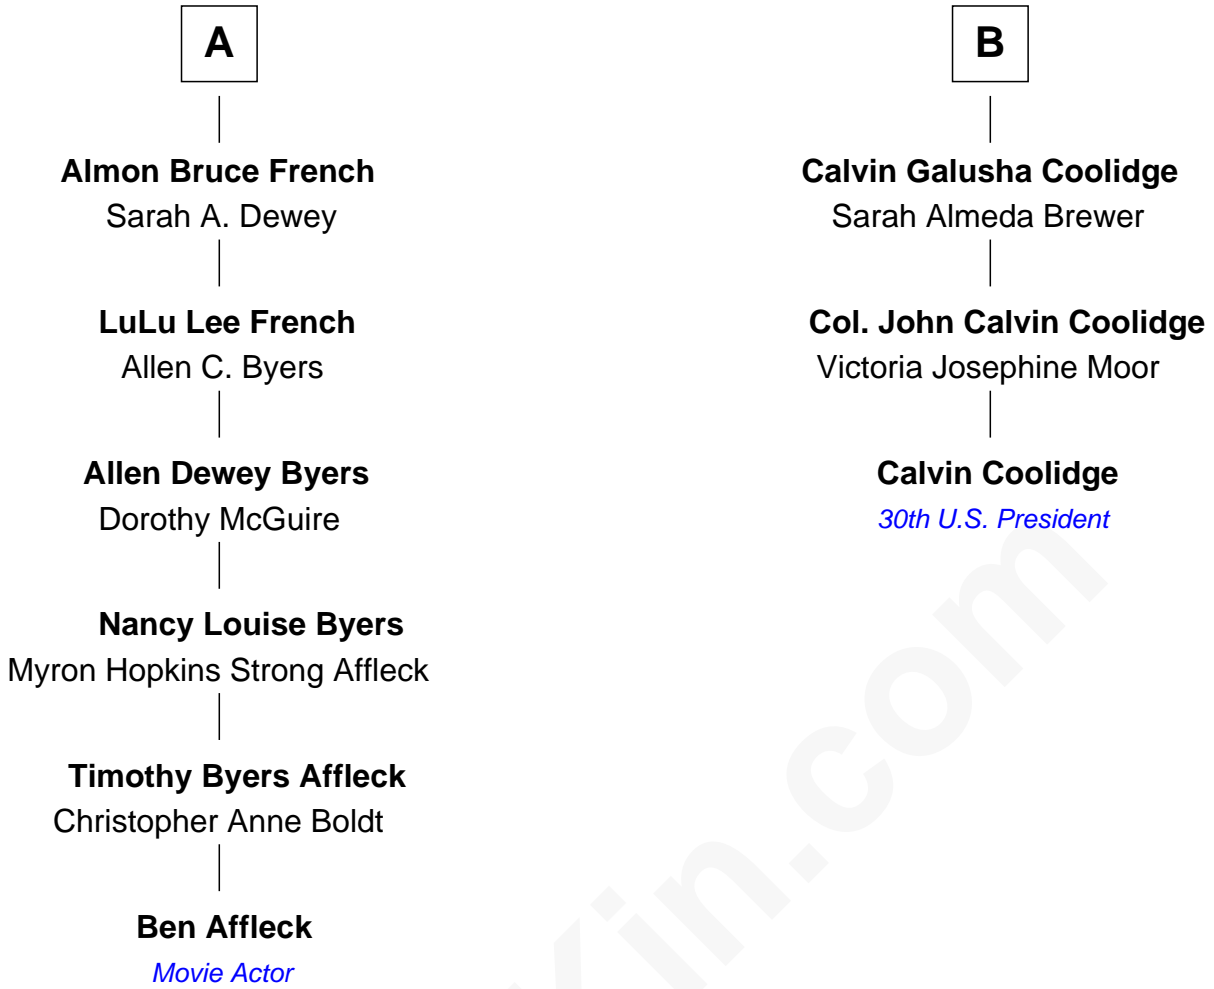 A
Almon Bruce French
Sarah A. Dewey
LuLu Lee French
Allen C. Byers
Allen Dewey Byers
Dorothy McGuire
Nancy Louise Byers
Myron Hopkins Strong Affleck
Timothy Byers Affleck
Christopher Anne Boldt
Ben Affleck
Movie Actor
B
Calvin Galusha Coolidge
Sarah Almeda Brewer
Col. John Calvin Coolidge
Victoria Josephine Moor
Calvin Coolidge
30th U.S. President
Kin.com